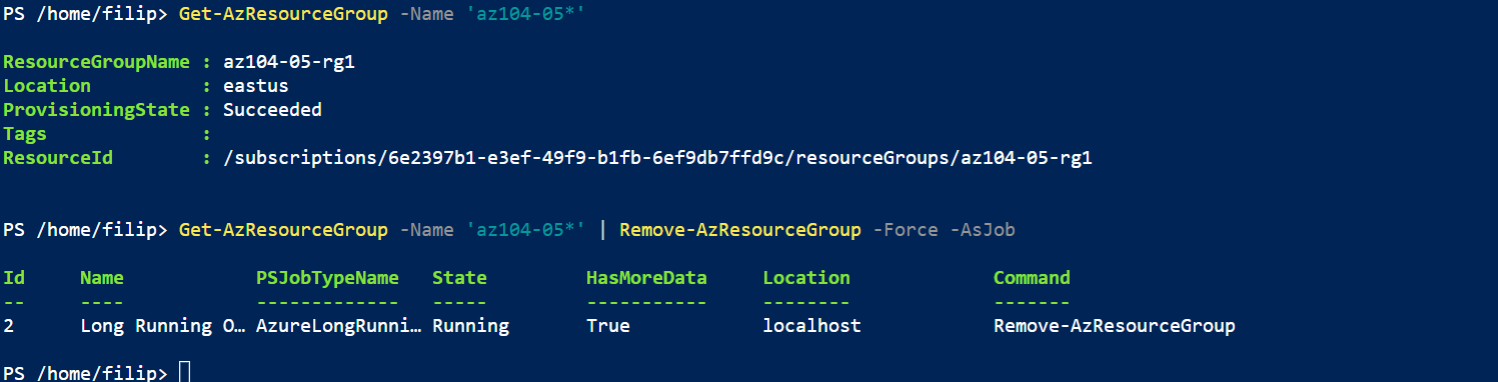 PS /home/filip> Get-AzResourceGroup -Name 'az104-05*'
ResourceGroupName : az104-05-rg1
Location          : eastus
ProvisioningState : Succeeded
Tags              :
ResourceId        : /subscriptions/6e2397b1-e3ef-49f9-b1fb-6ef9db7ffd9c/resourceGroups/az104-05-rg1
PS /home/filip> Get-AzResourceGroup -Name 'az104-05*' | Remove-AzResourceGroup -Force -AsJob
Id     Name            PSJobTypeName   State         HasMoreData     Location             Command
--     ----            -------------   -----         -----------     --------             -------
2      Long Running O… AzureLongRunni… Running       True            localhost            Remove-AzResourceGroup
PS /home/filip>